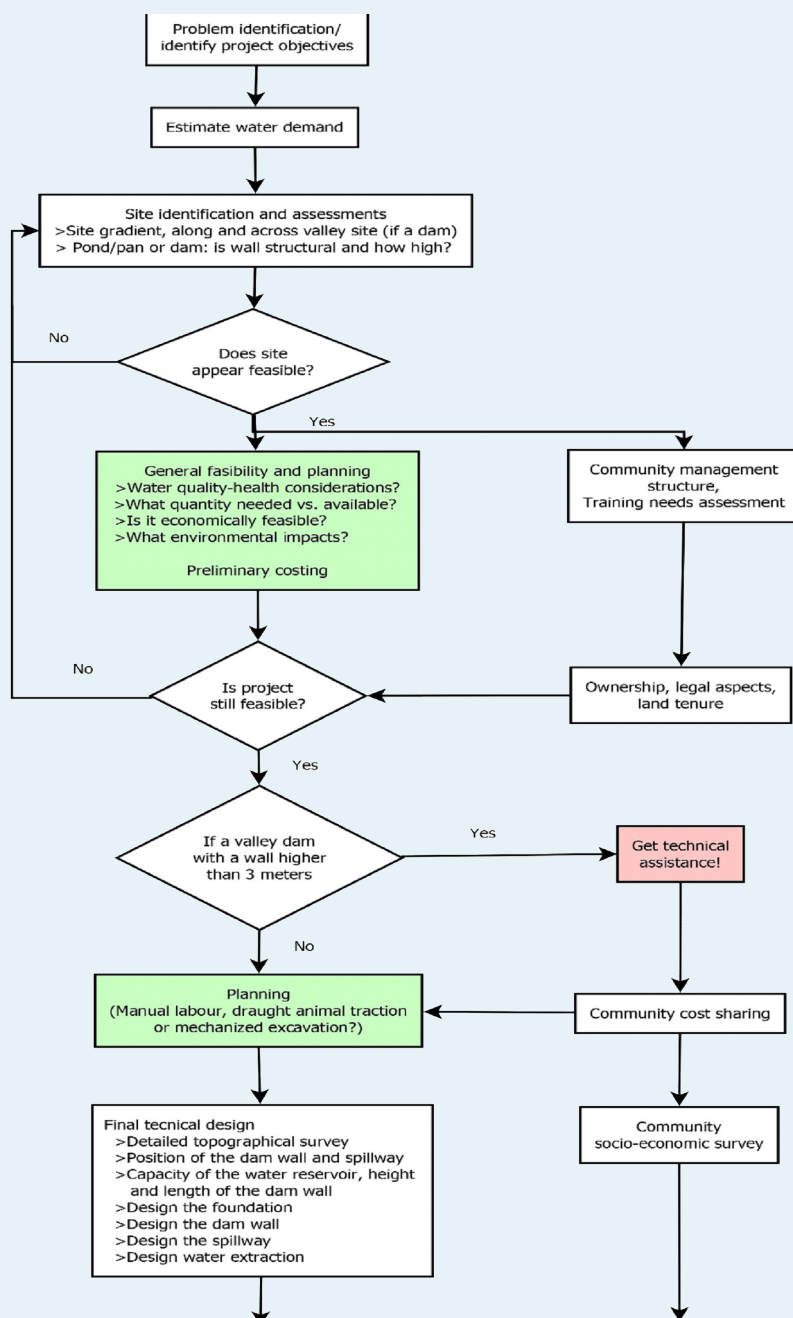 Problem identification/
identify project objectives
Estimate water demand
Site identification and assessments
>Site gradient, along and across valley site (if a dam)
> Pond/pan or dam: is wall structural and how high?
No
Does site
appear feasible?
Yes
General fasibility and planning
>Water quality-health considerations?
>What quantity needed vs. available?
>Is it economically feasible?
>What environmental impacts?
Preliminary costing
Community management
structure,
Training needs assessment
No
Is project
still feasible?
Ownership, legal aspects,
land tenure
Yes
If a valley dam
with a wall higher
than 3 meters
Yes
Get technical
assistance!
No
Planning
(Manual labour, draught animal traction
or mechanized excavation?)
Community cost sharing
Final tecnical design
>Detailed topographical survey
>Position of the dam wall and spillway
>Capacity of the water reservoir, height
and length of the dam wall
>Design the foundation
>Design the dam wall
>Design the spillway
>Design water extraction
Community
socio-economic survey